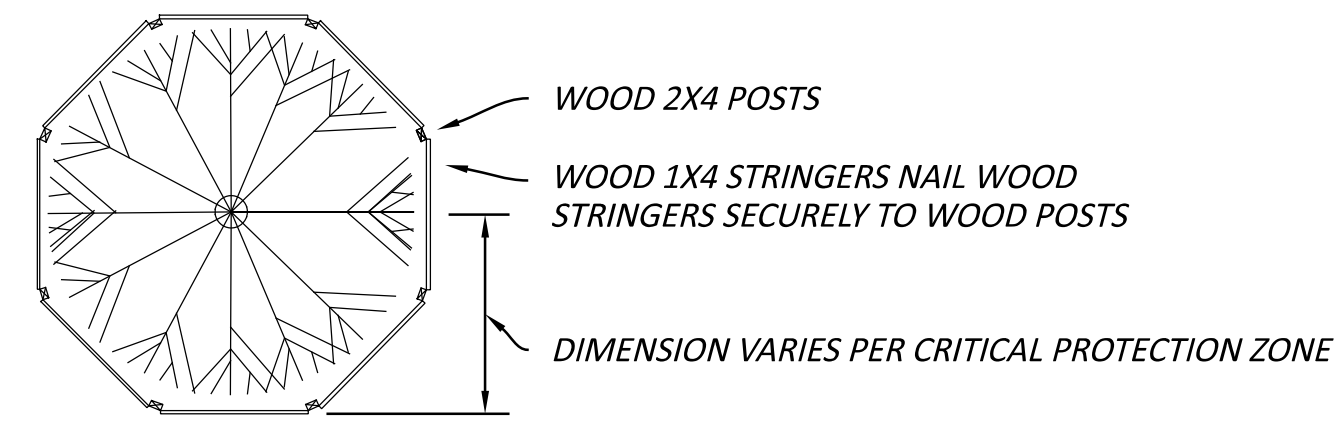 WOOD 2X4 POSTS
WOOD 1X4 STRINGERS NAIL WOOD
STRINGERS SECURELY TO WOOD POSTS
DIMENSION VARIES PER CRITICAL PROTECTION ZONE